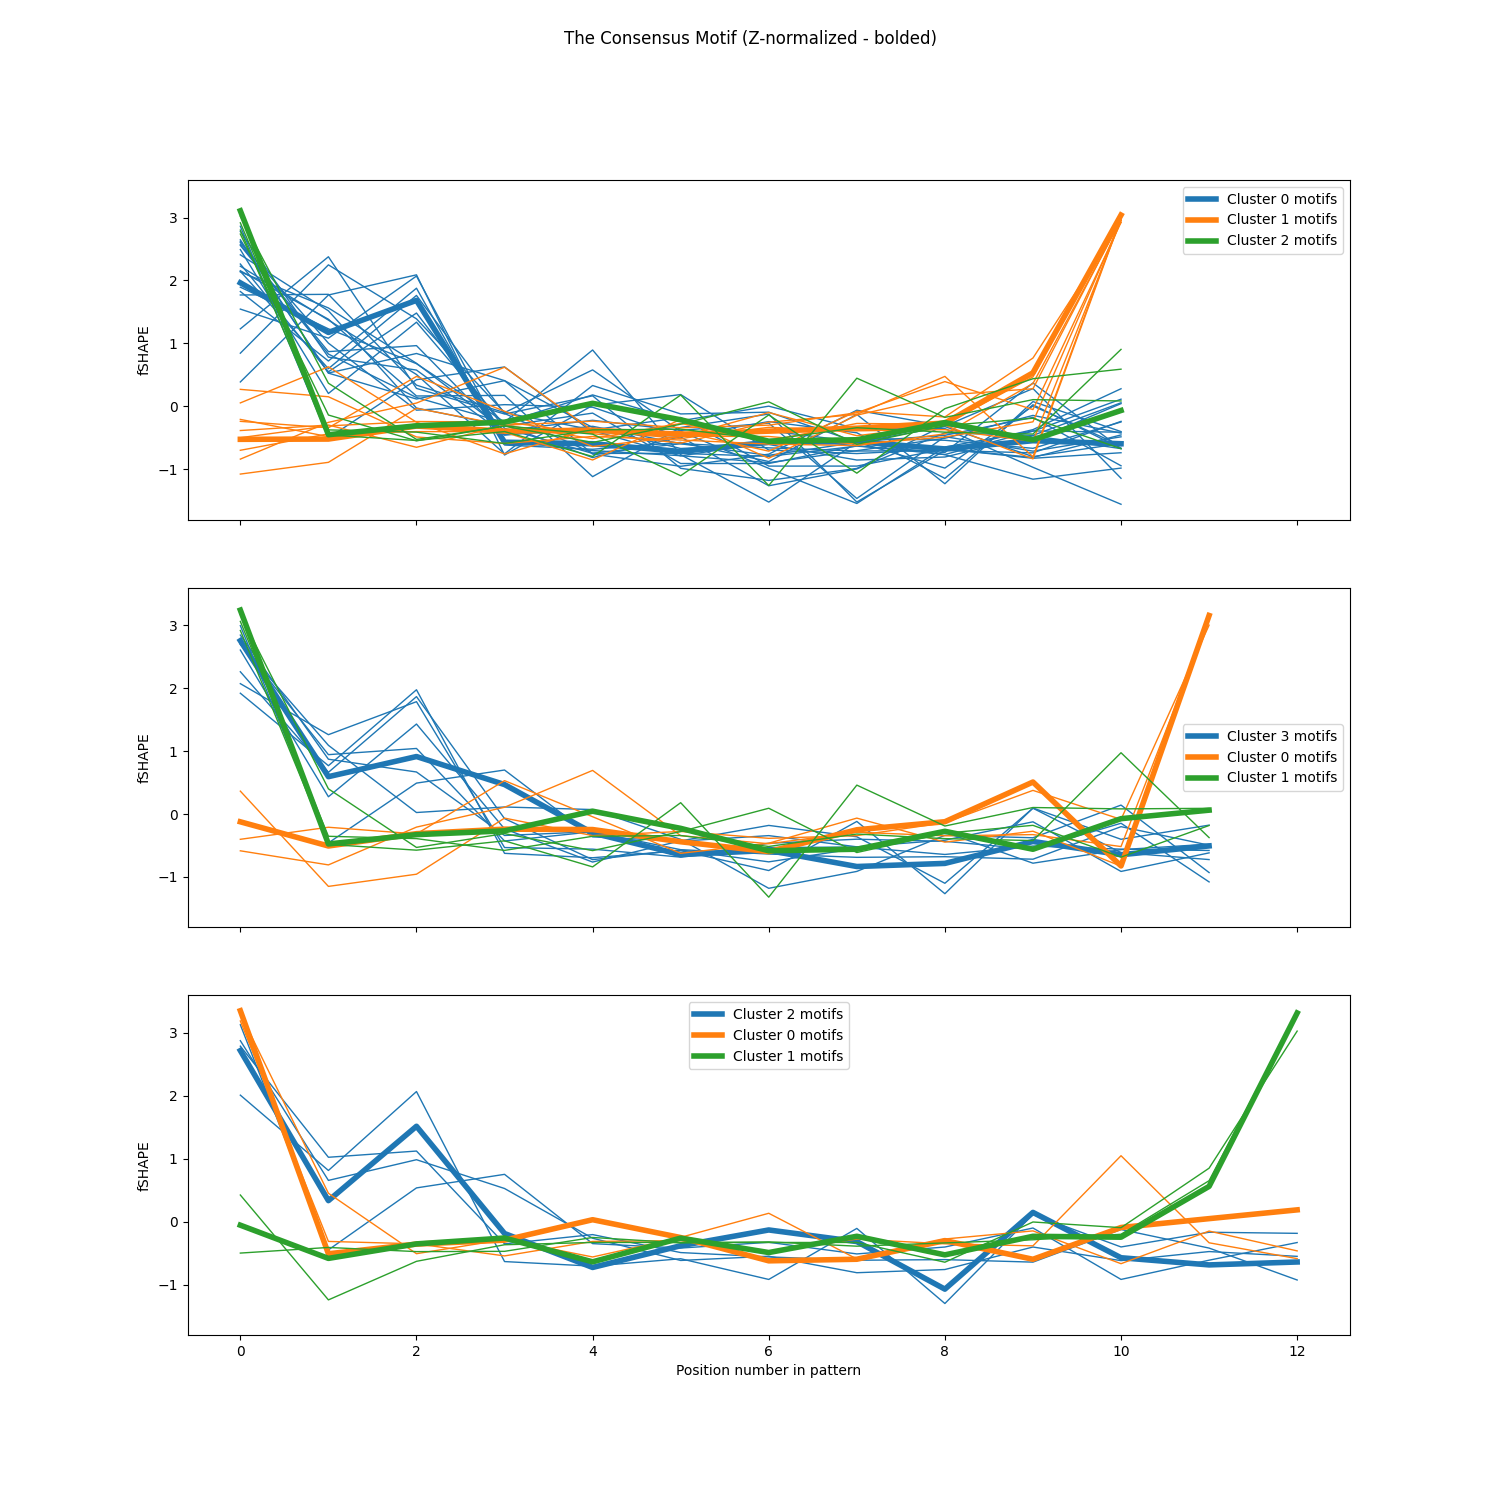 The Consensus Motif (Z-normalized - bolded)
3
2
1
0
−1
fSHAPE
Cluster 0 motifs
Cluster 1 motifs
Cluster 2 motifs
3
2
1
0
−1
fSHAPE
Cluster 3 motifs
Cluster 0 motifs
Cluster 1 motifs
3
2
1
0
−1
fSHAPE
Cluster 2 motifs
Cluster 0 motifs
Cluster 1 motifs
0 2 4 6 8 10 12
Position number in pattern